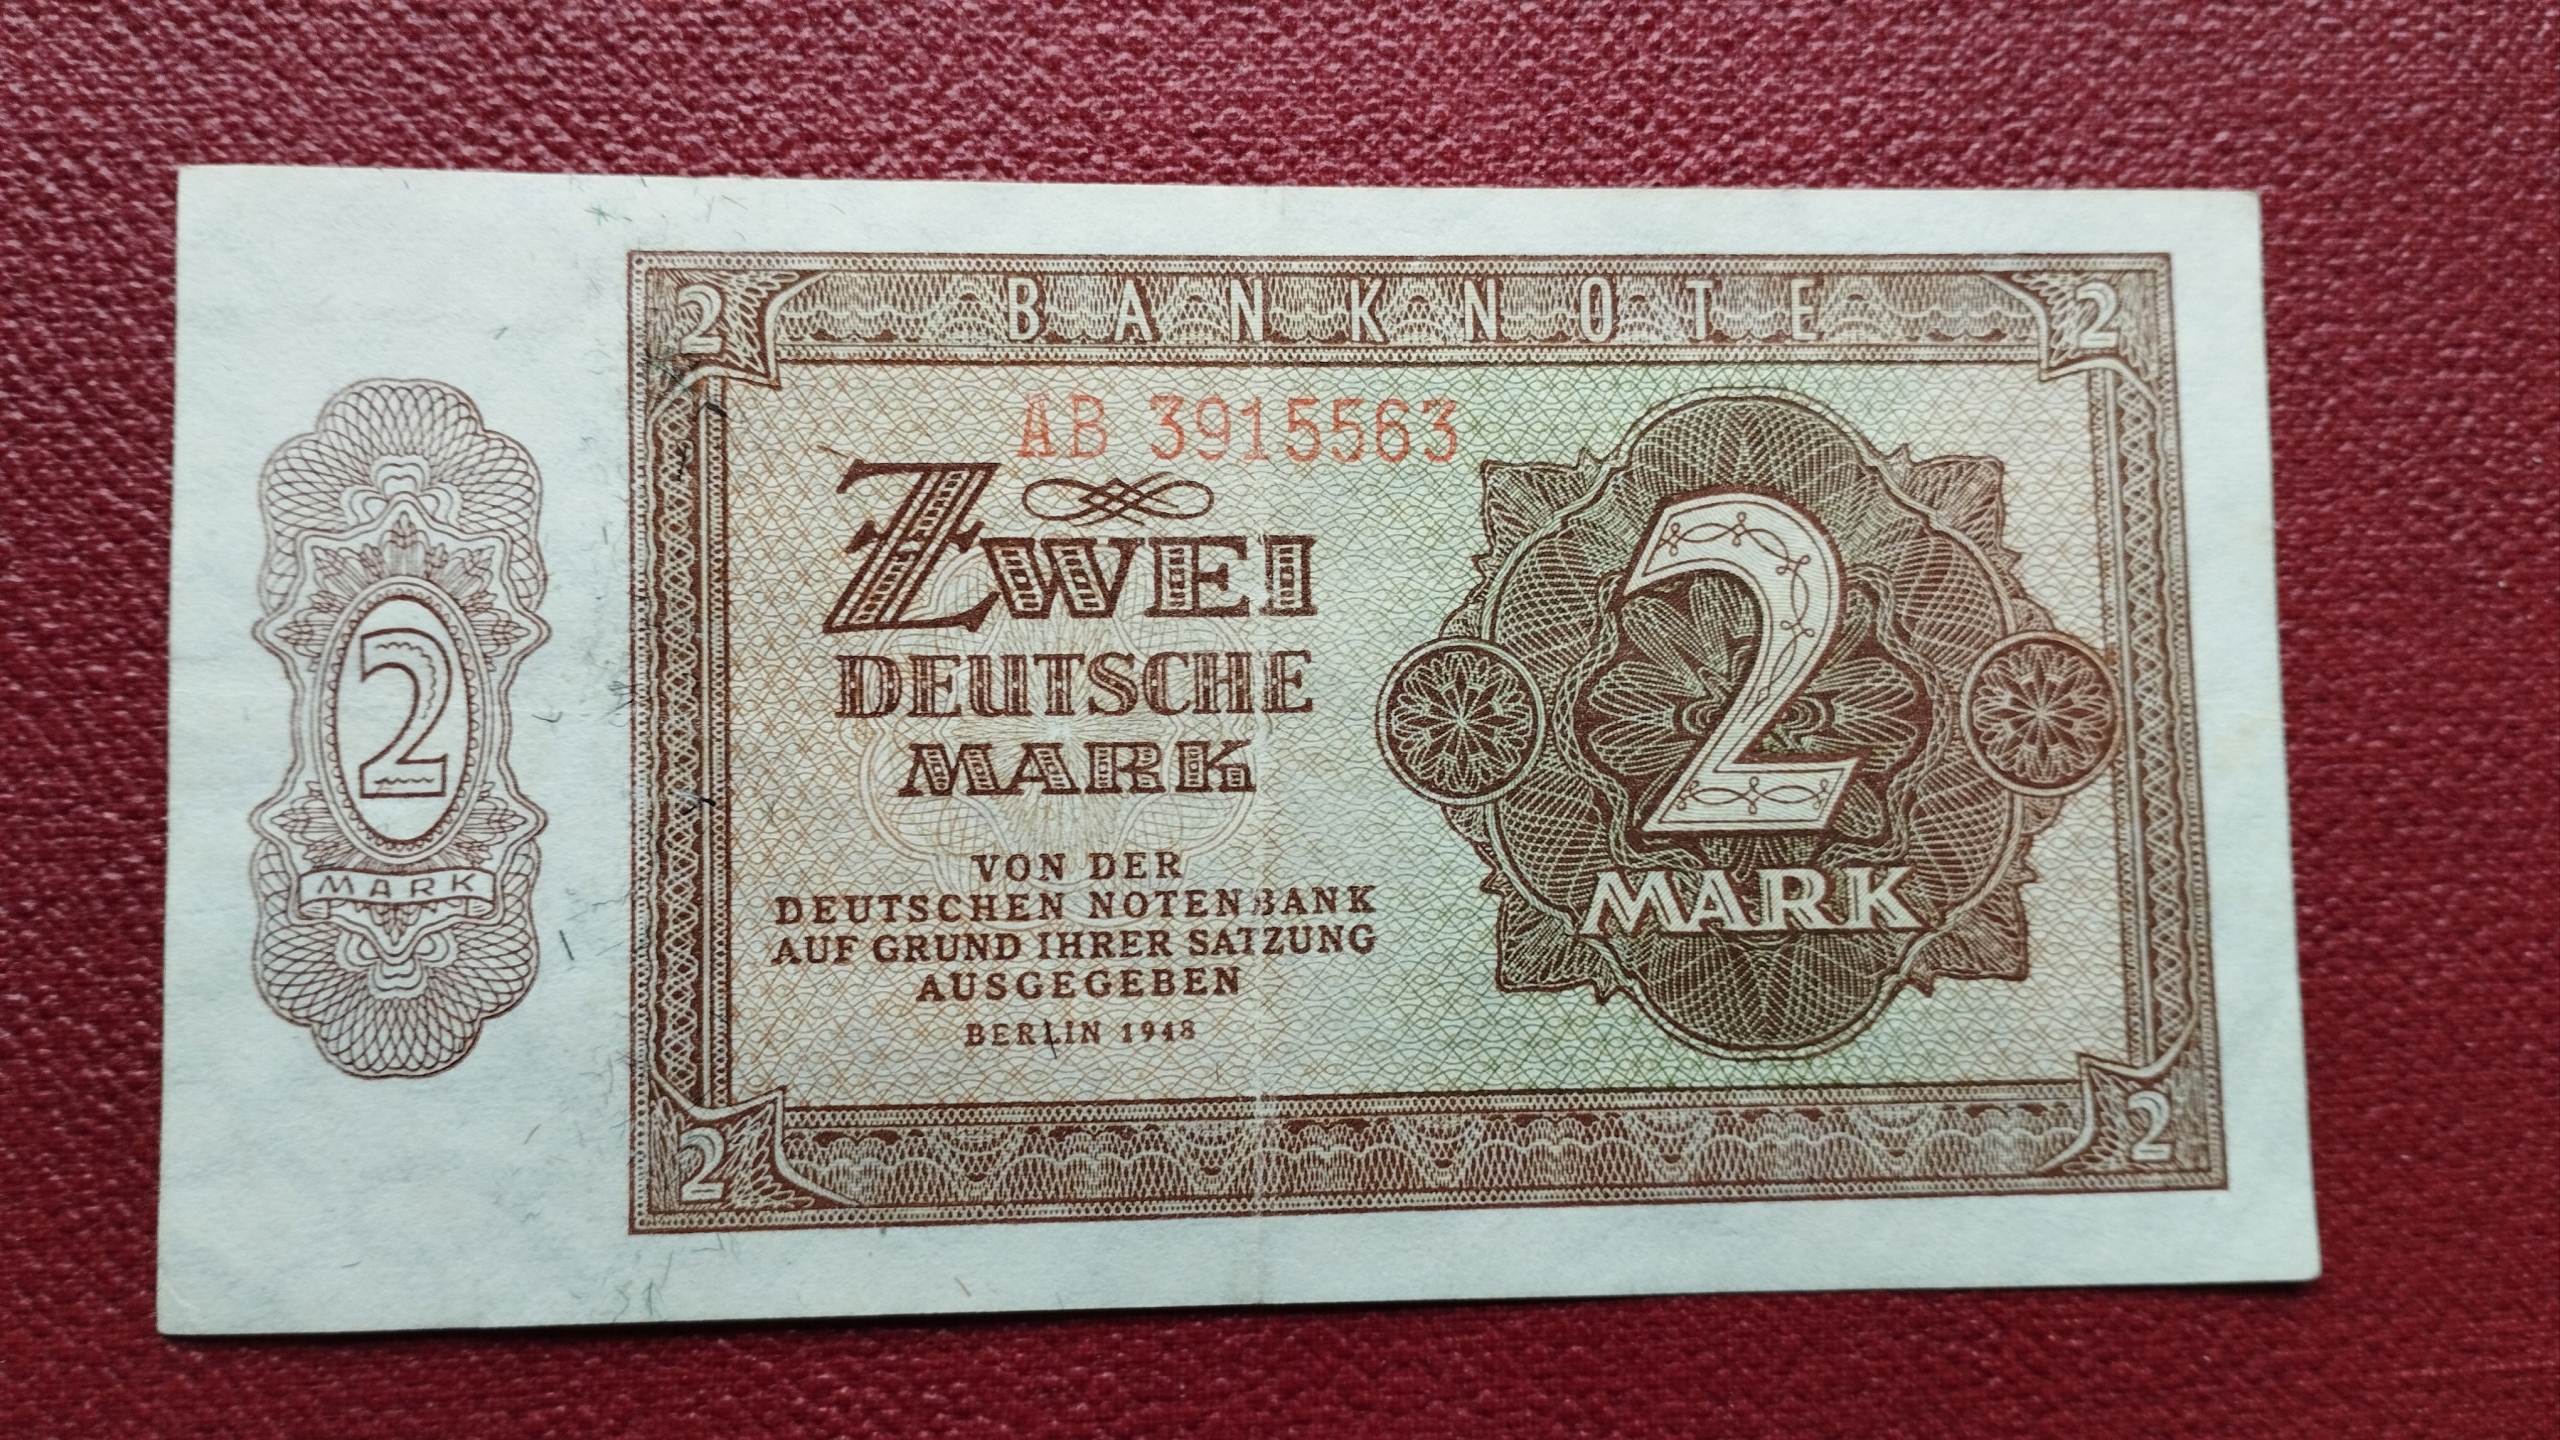 BANKNOTE
2
2
AB 3915563
ZWEI
DEUTSCHE
MARK
VON DER
DEUTSCHEN NOTENBANK
AUF GRUND IHRER SATZUNG
AUSGEGEBEN
BERLIN 1948
2
MARK
2
MARK
2
2